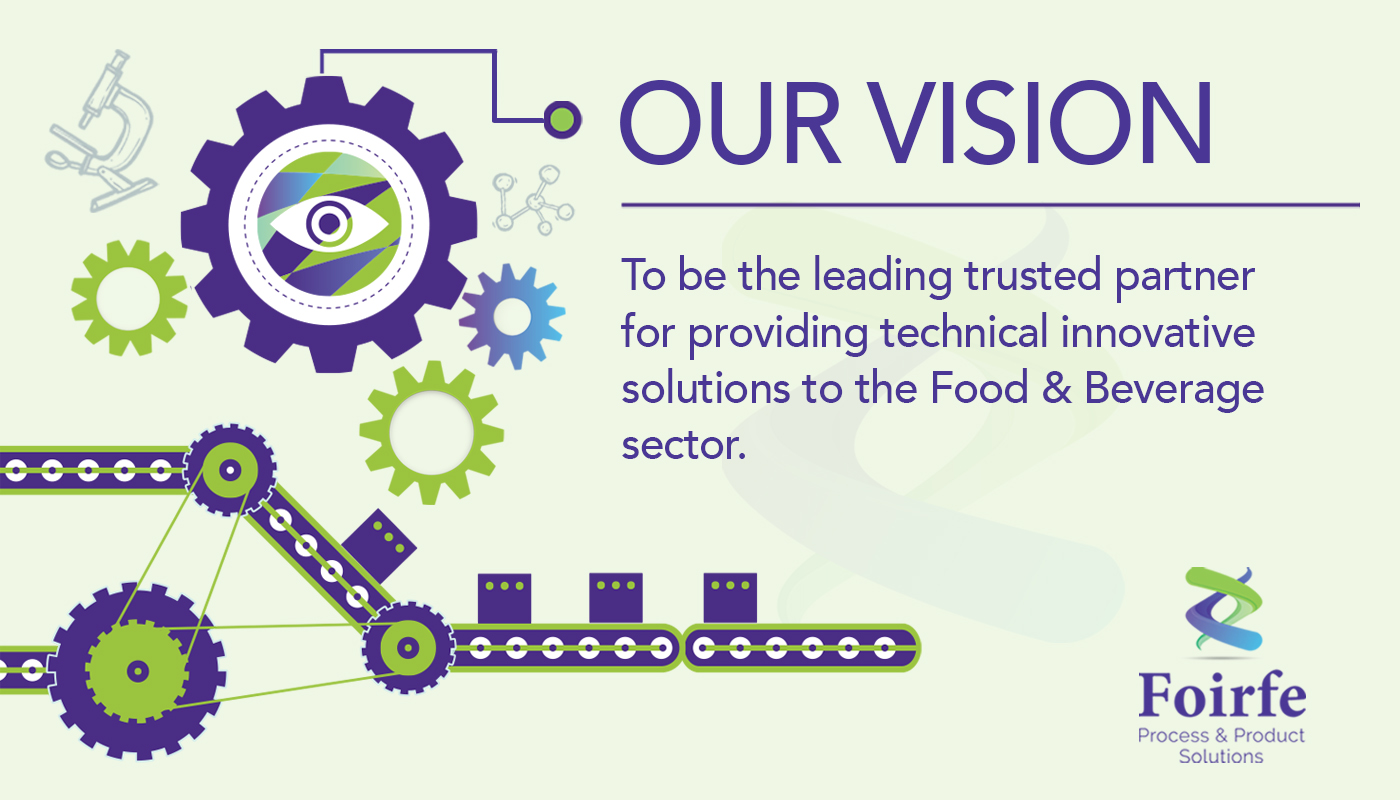 OUR VISION
To be the leading trusted partner
for providing technical innovative
solutions to the Food & Beverage
sector.
Foirfe
Process & Product
Solutions